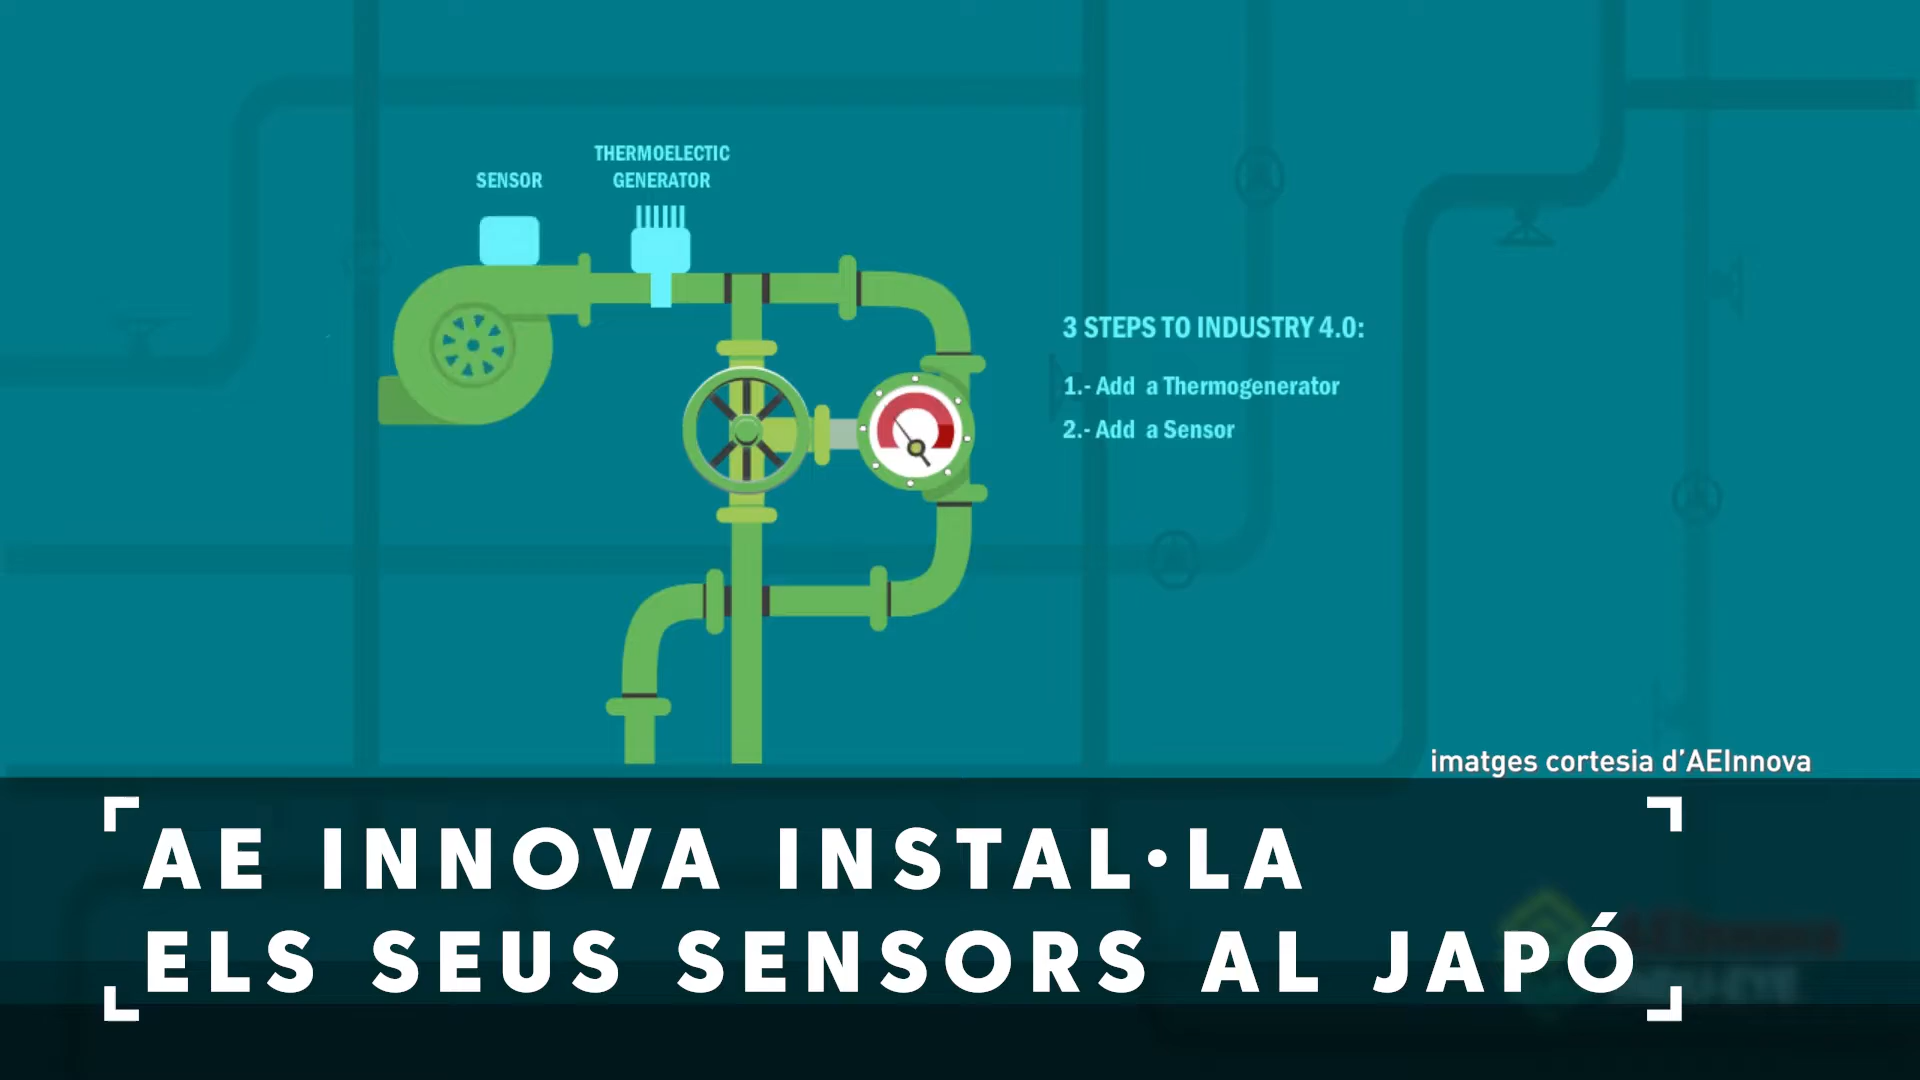 THERMOELECTIC
SENSOR GENERATOR
3 STEPS TO INDUSTRY 4.0:
1.- Add a Thermogenerator
2.- Add a Sensor
imatges cortesia d'AEInnova
AE INNOVA INSTAL·LA
ELS SEUS SENSORS AL JAPÓ